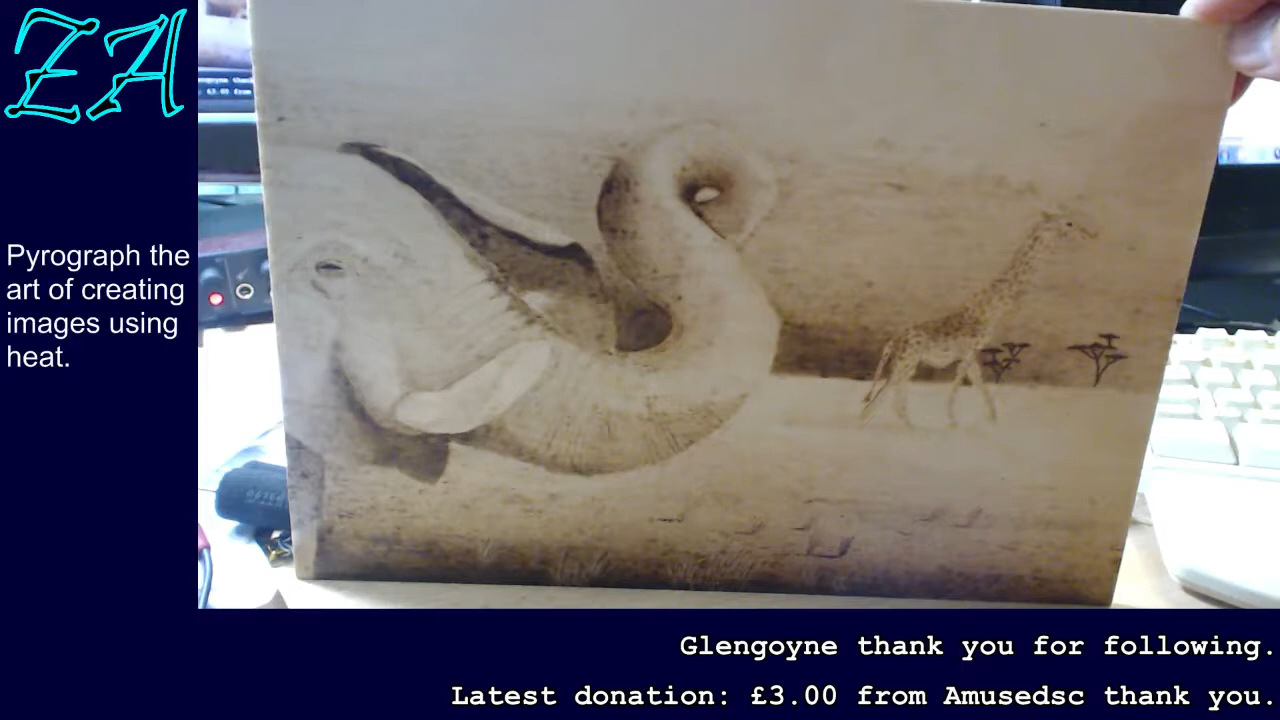 ZA
Pyrograph the
art of creating
images using
heat.
Glengoyne thank you for following.
Latest donation: £3.00 from Amusedsc thank you.